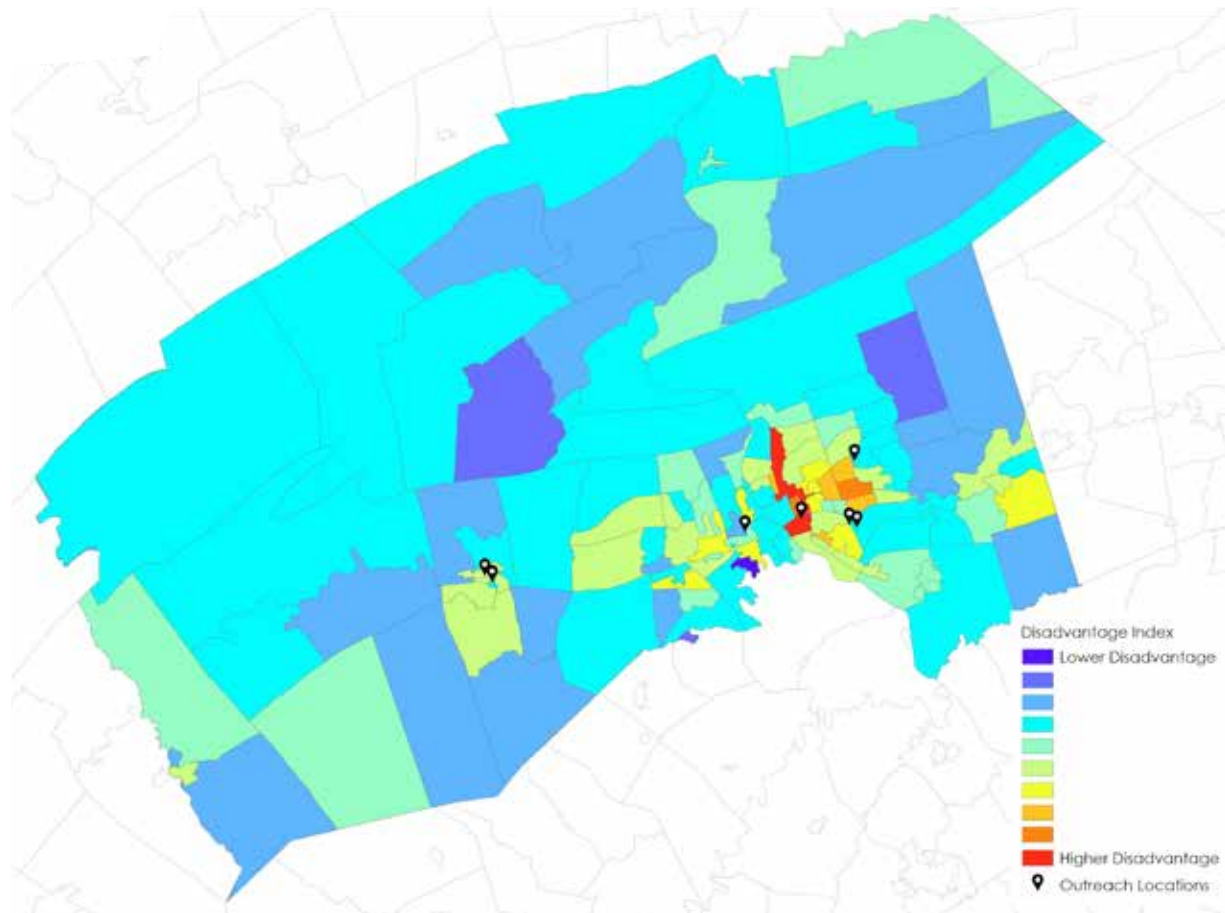 Disadvantage Index
Lower Disadvantage
Higher Disadvantage
Outreach Locations